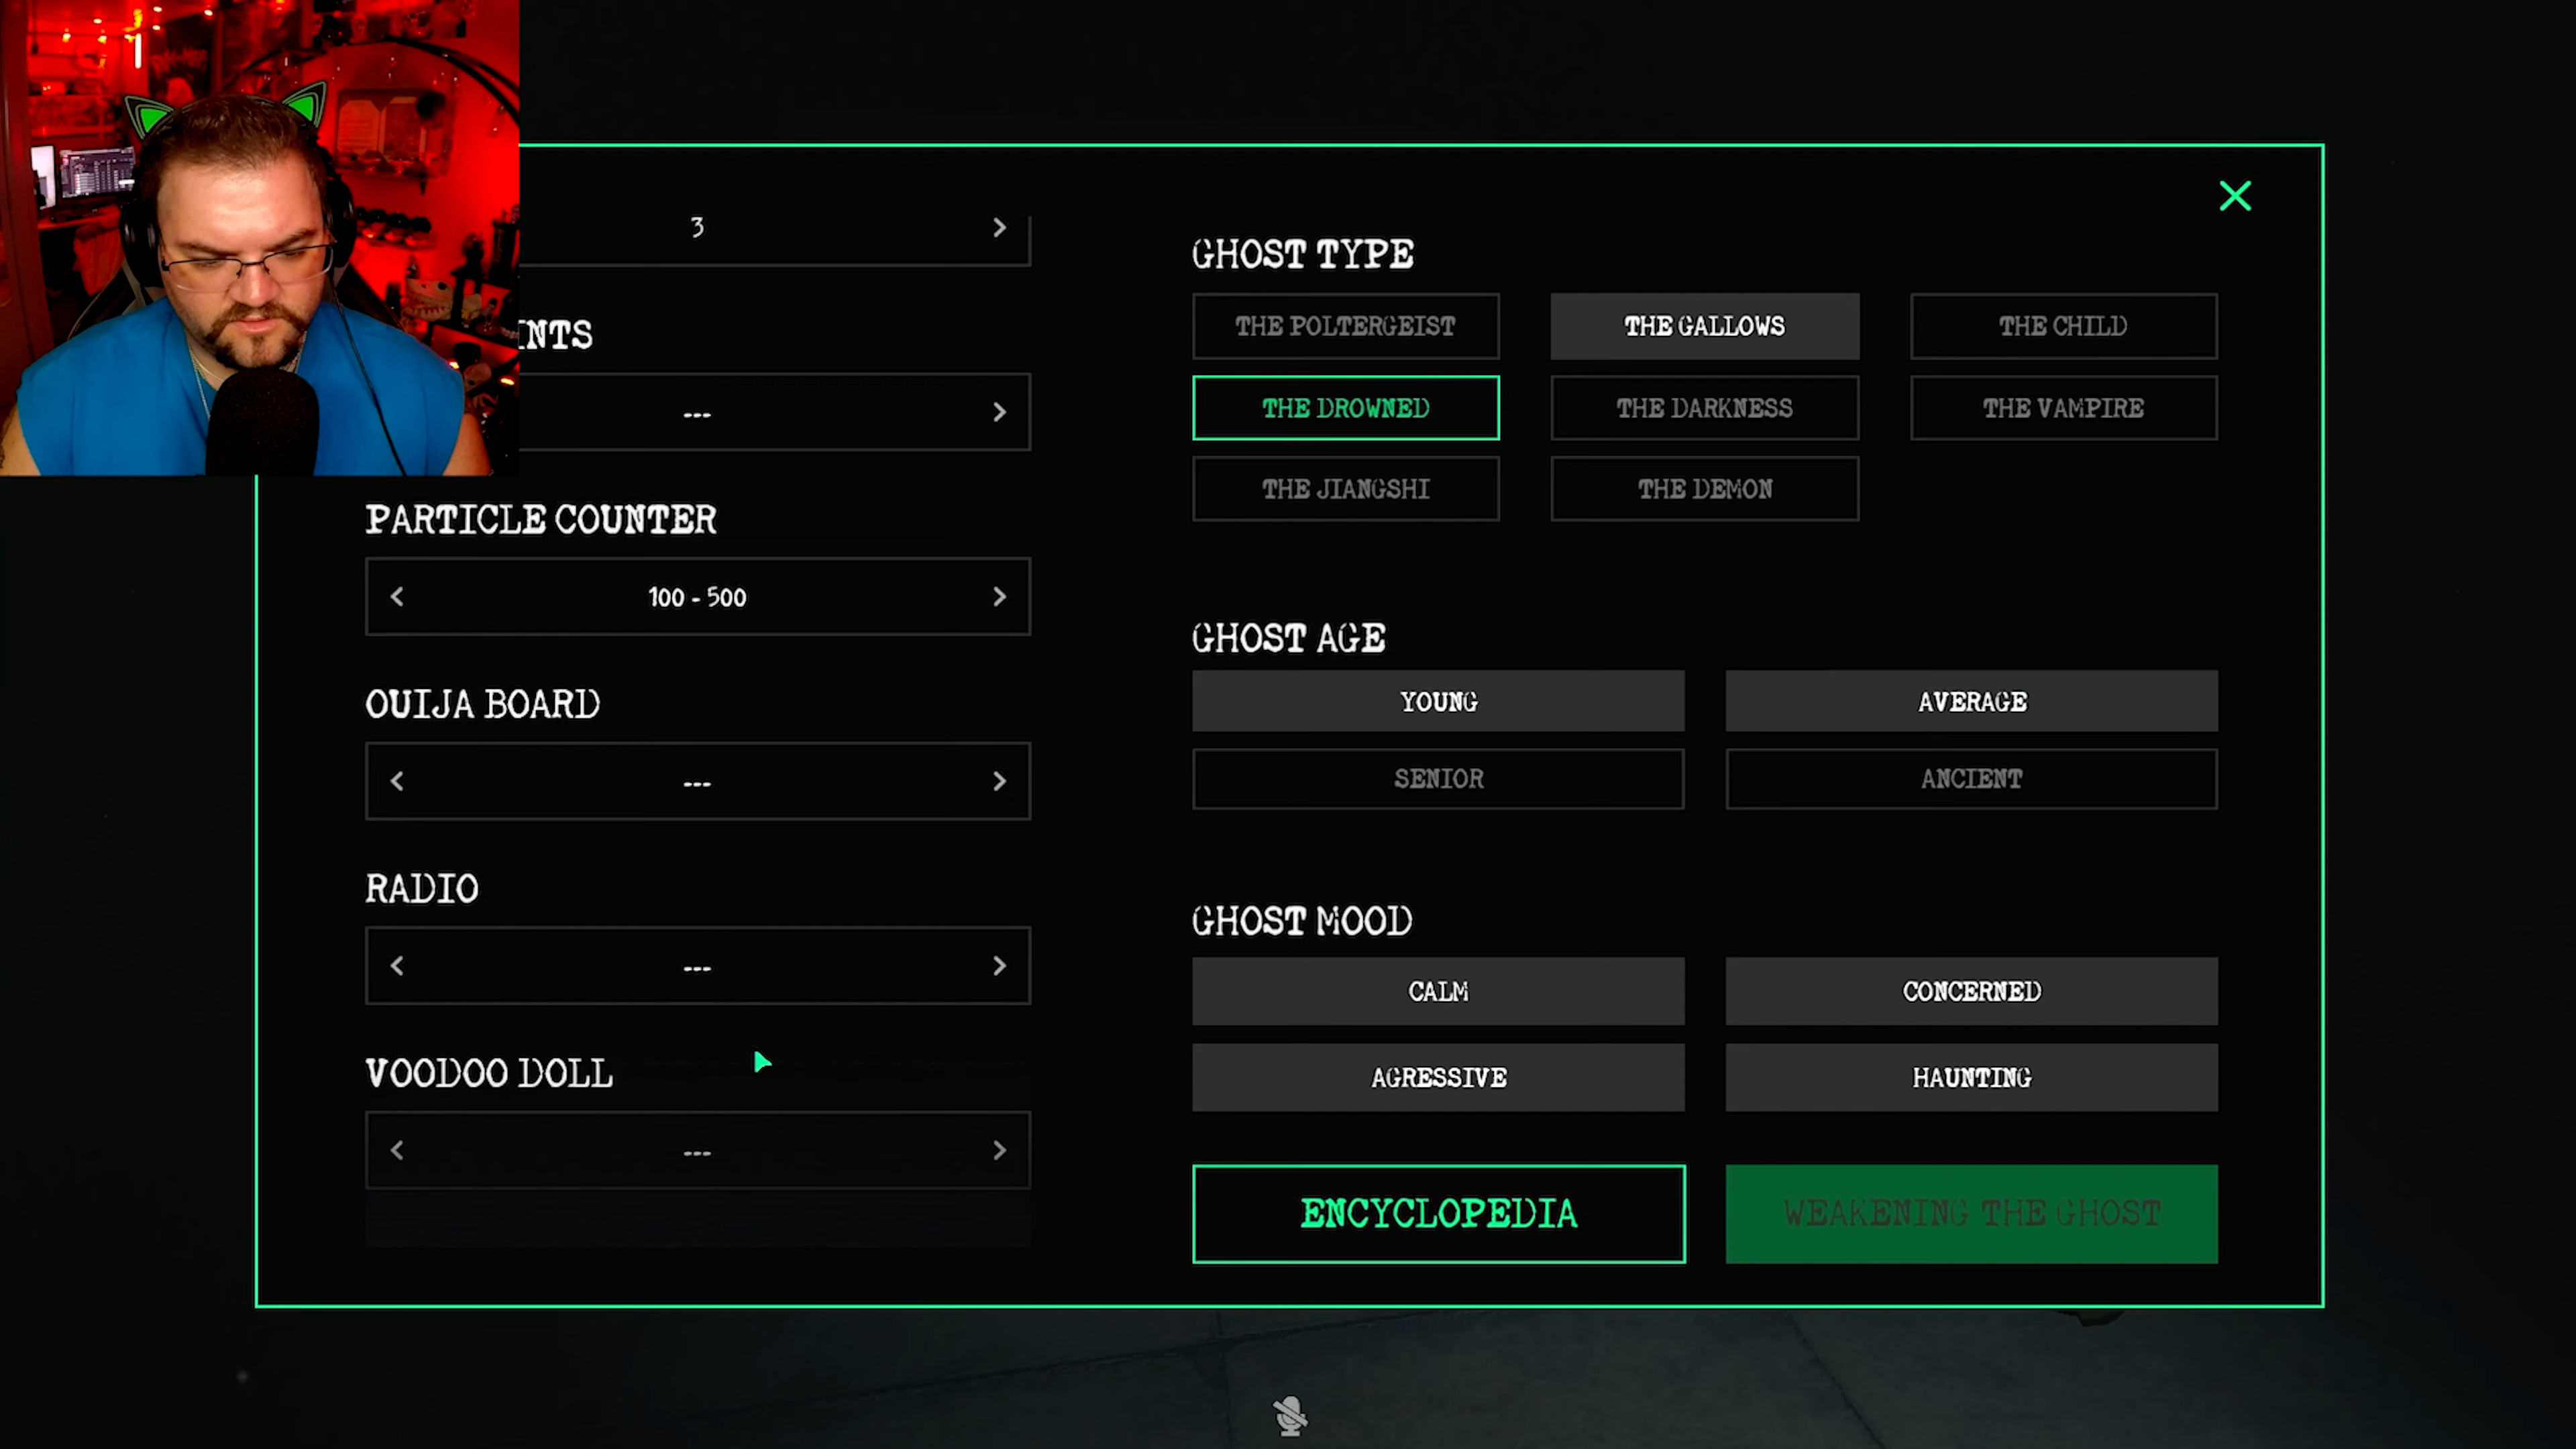 3
INTS
---
PARTICLE COUNTER
100 - 500
OUIJA BOARD
---
RADIO
---
VOODOO DOLL
---
GHOST TYPE
THE POLTERGEIST
THE GALLOWS
THE CHILD
THE DROWNED
THE DARKNESS
THE VAMPIRE
THE JIANGSHI
THE DEMON
GHOST AGE
YOUNG
AVERAGE
SENIOR
ANCIENT
GHOST MOOD
CALM
CONCERNED
AGRESSIVE
HAUNTING
ENCYCLOPEDIA
WEAKENING THE GHOST